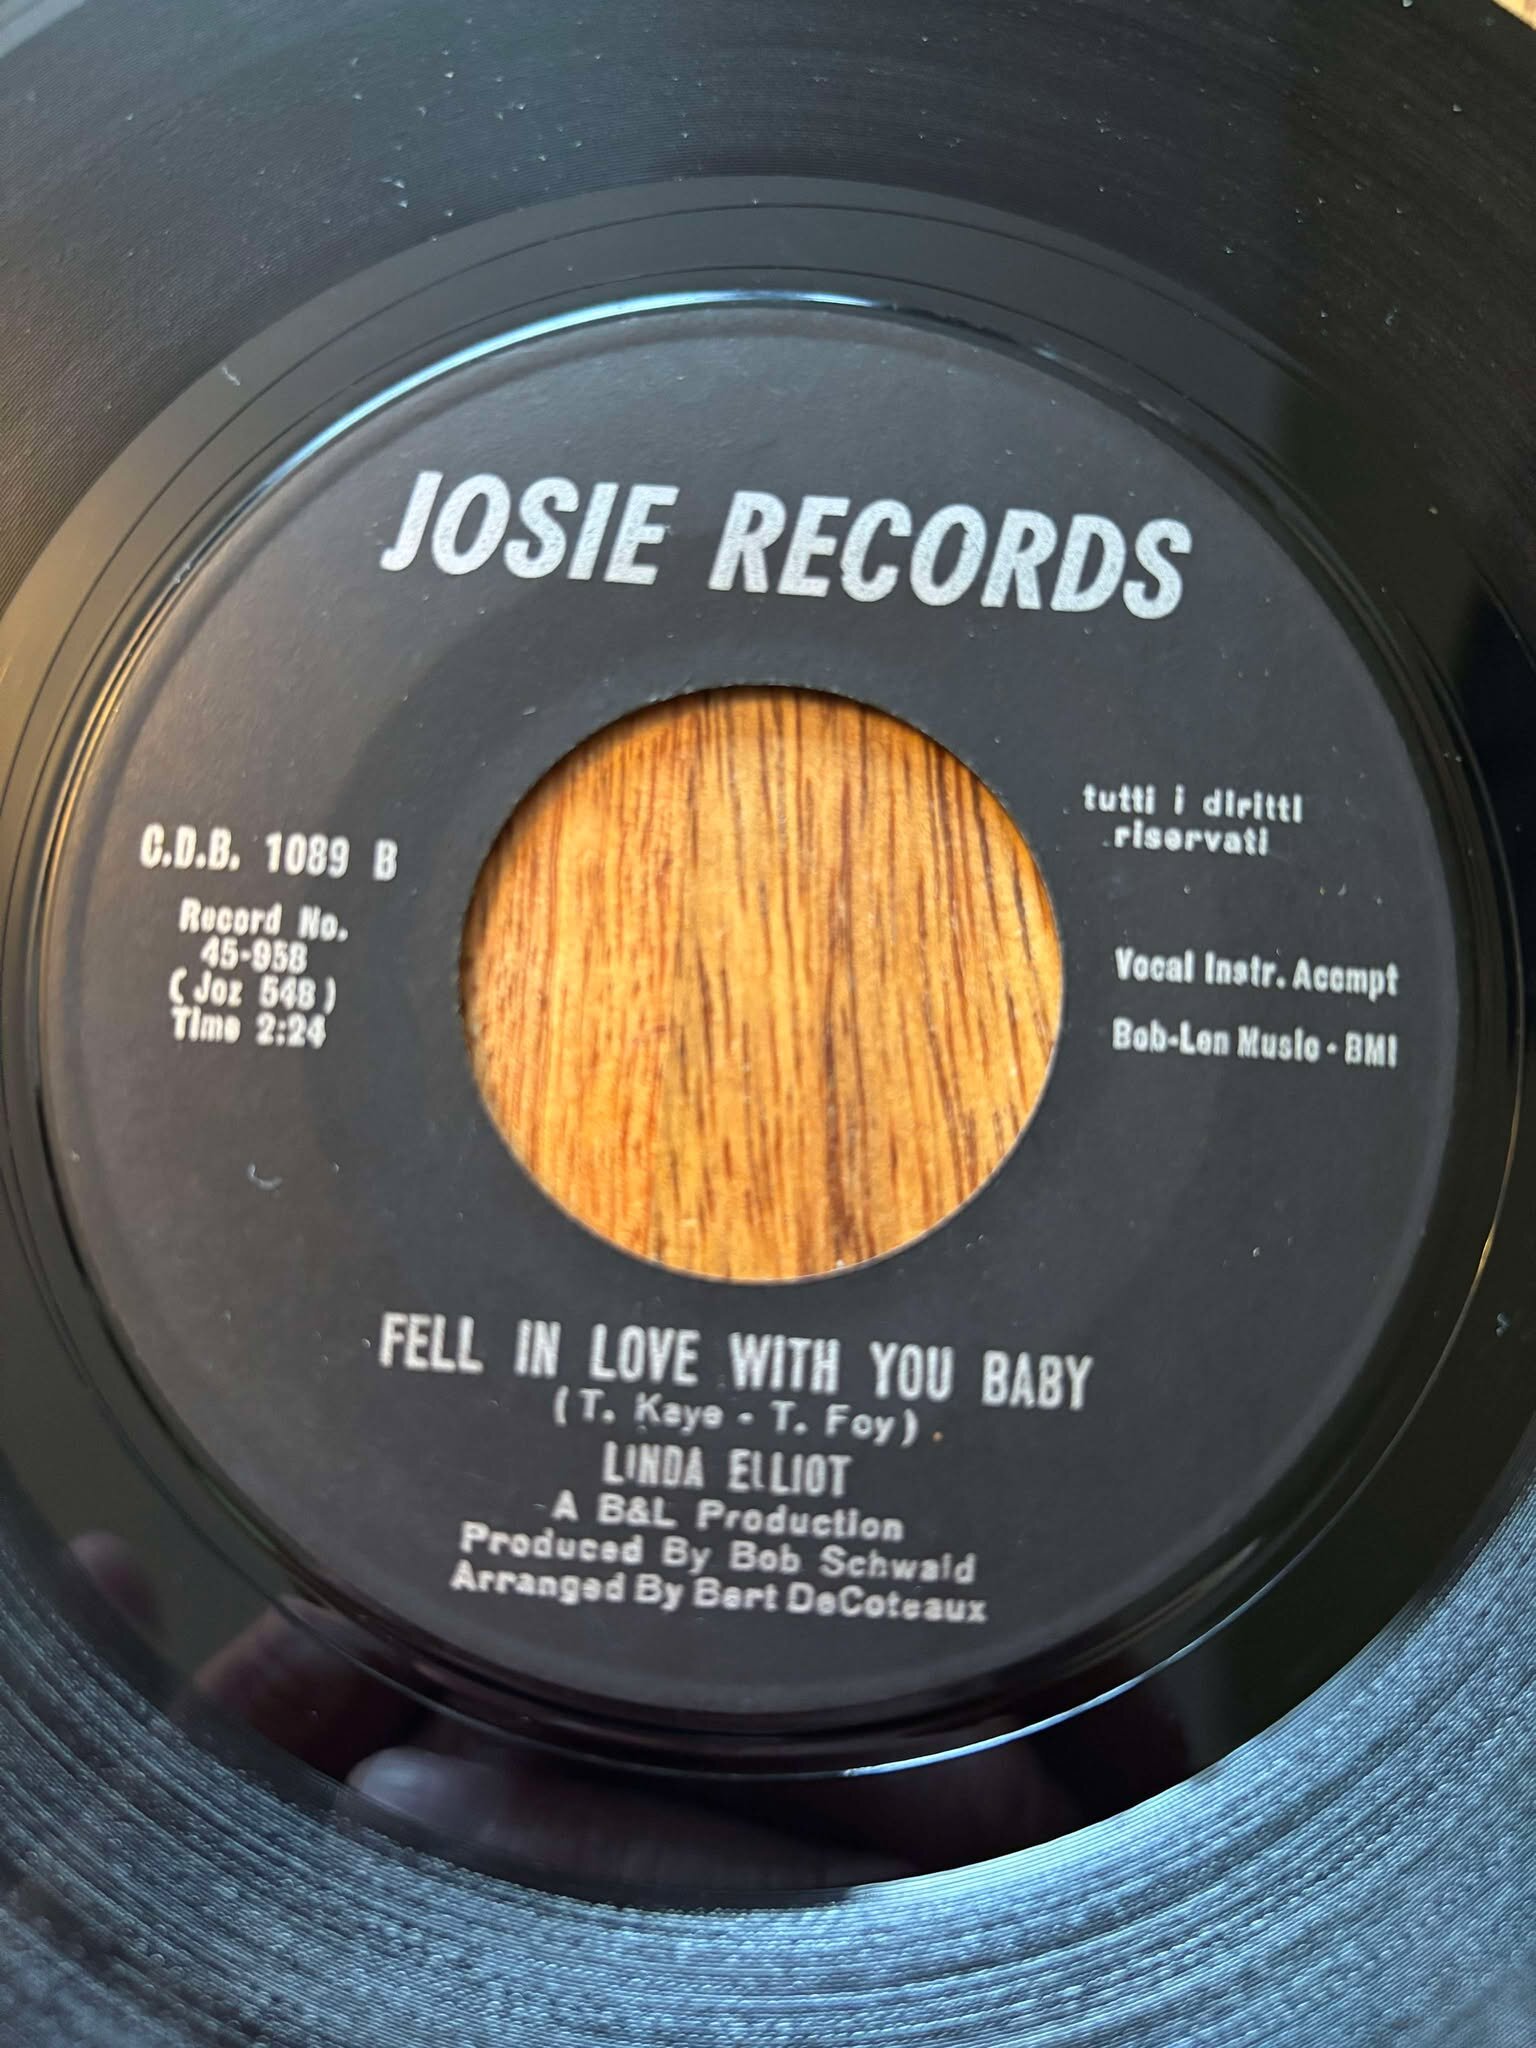 JOSIE RECORDS
C.D.B. 1089 B
Record No.
45-958
(Joz 548)
Time 2:24
tutti i diritti
riservati
Vocal Instr. Accmpt
Bob-Len Music - BMI
FELL IN LOVE WITH YOU BABY
(T. Kaye - T. Foy)
LINDA ELLIOT
A B&L Production
Produced By Bob Schwaid
Arranged By Bert DeCoteaux